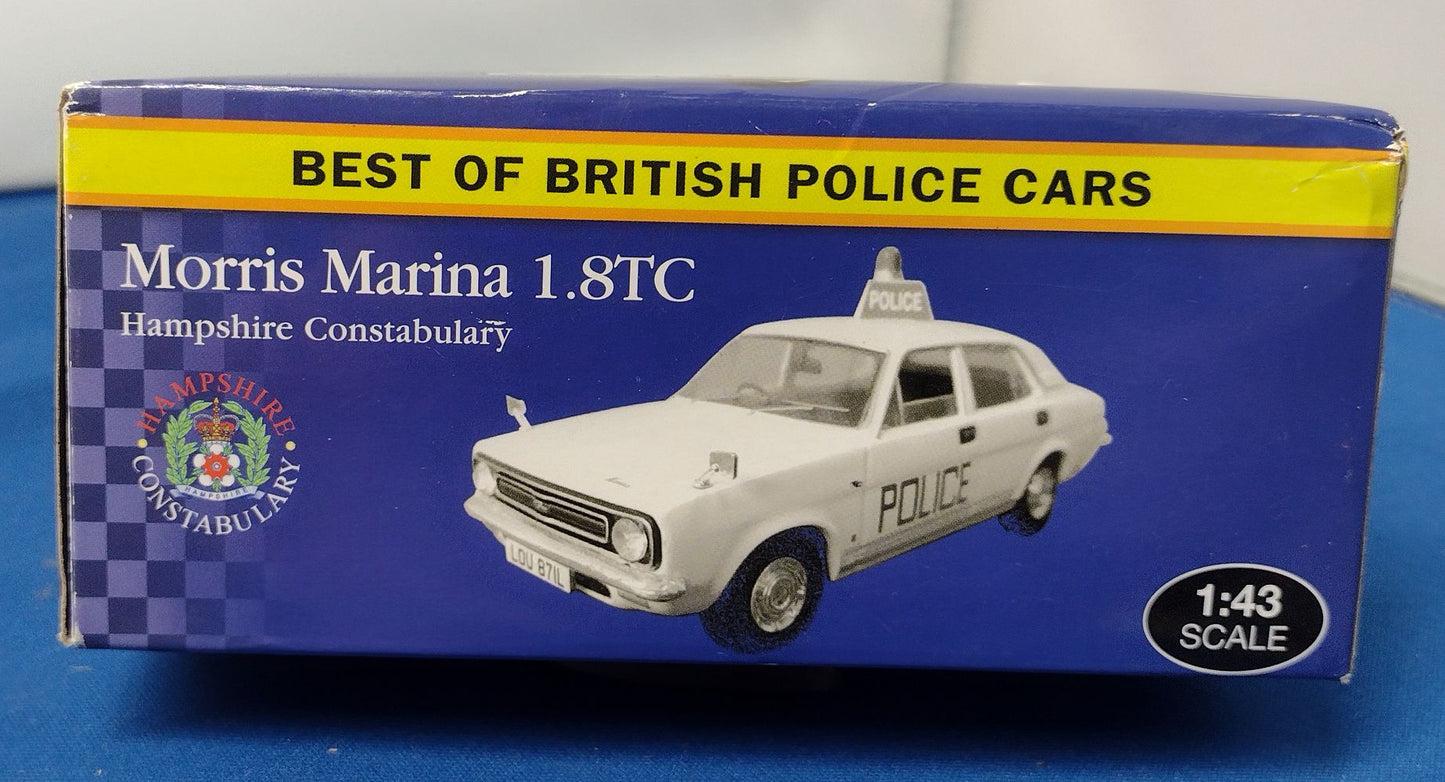 BEST OF BRITISH POLICE CARS
Morris Marina 1.8TC
Hampshire Constabulary
HAMPSHIRE
CONSTABULARY
HAMPSHIRE
POLICE
POLICE
LOU 871L
1:43
SCALE